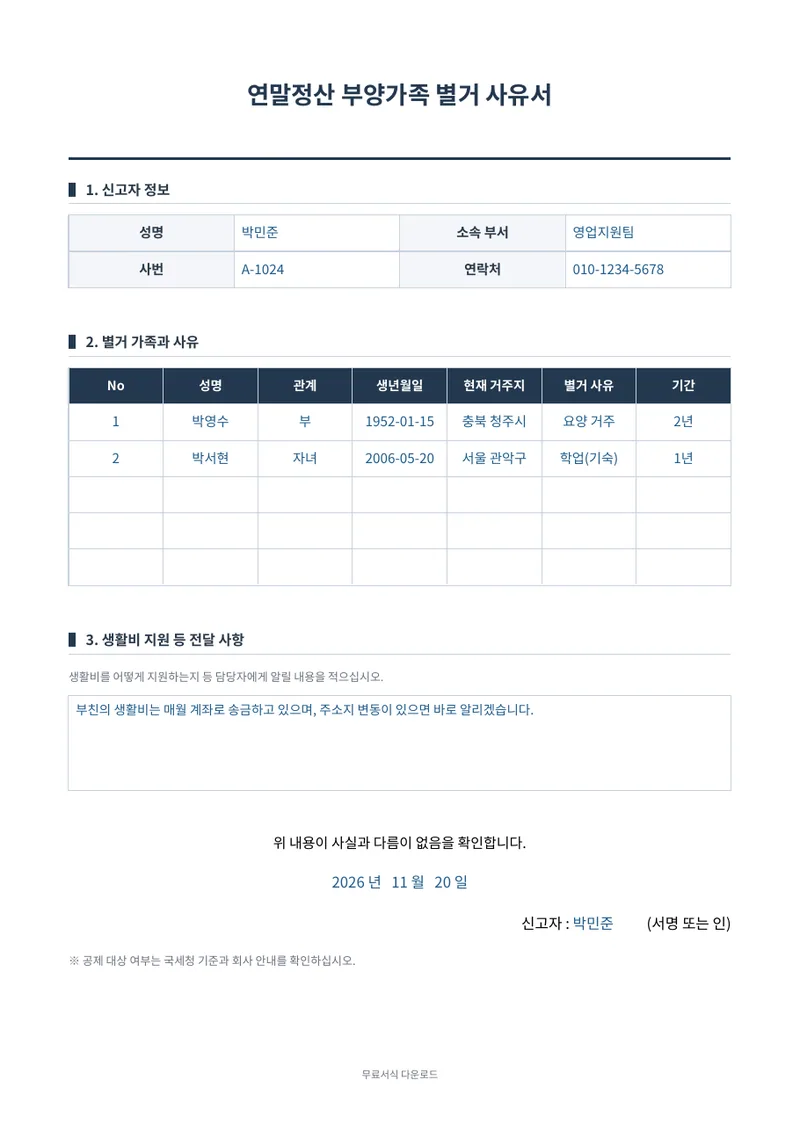 연말정산 부양가족 별거 사유서
1. 신고자 정보
성명 박민준 소속 부서 영업지원팀
사번 A-1024 연락처 010-1234-5678
2. 별거 가족과 사유
No 성명 관계 생년월일 현재 거주지 별거 사유 기간
1 박영수 부 1952-01-15 충북 청주시 요양 거주 2년
2 박서현 자녀 2006-05-20 서울 관악구 학업(기숙) 1년
3. 생활비 지원 등 전달 사항
생활비를 어떻게 지원하는지 등 담당자에게 알릴 내용을 적으십시오.
부친의 생활비는 매월 계좌로 송금하고 있으며, 주소지 변동이 있으면 바로 알리겠습니다.
위 내용이 사실과 다름이 없음을 확인합니다.
2026 년 11 월 20 일
신고자 : 박민준 (서명 또는 인)
※ 공제 대상 여부는 국세청 기준과 회사 안내를 확인하십시오.
무료서식 다운로드